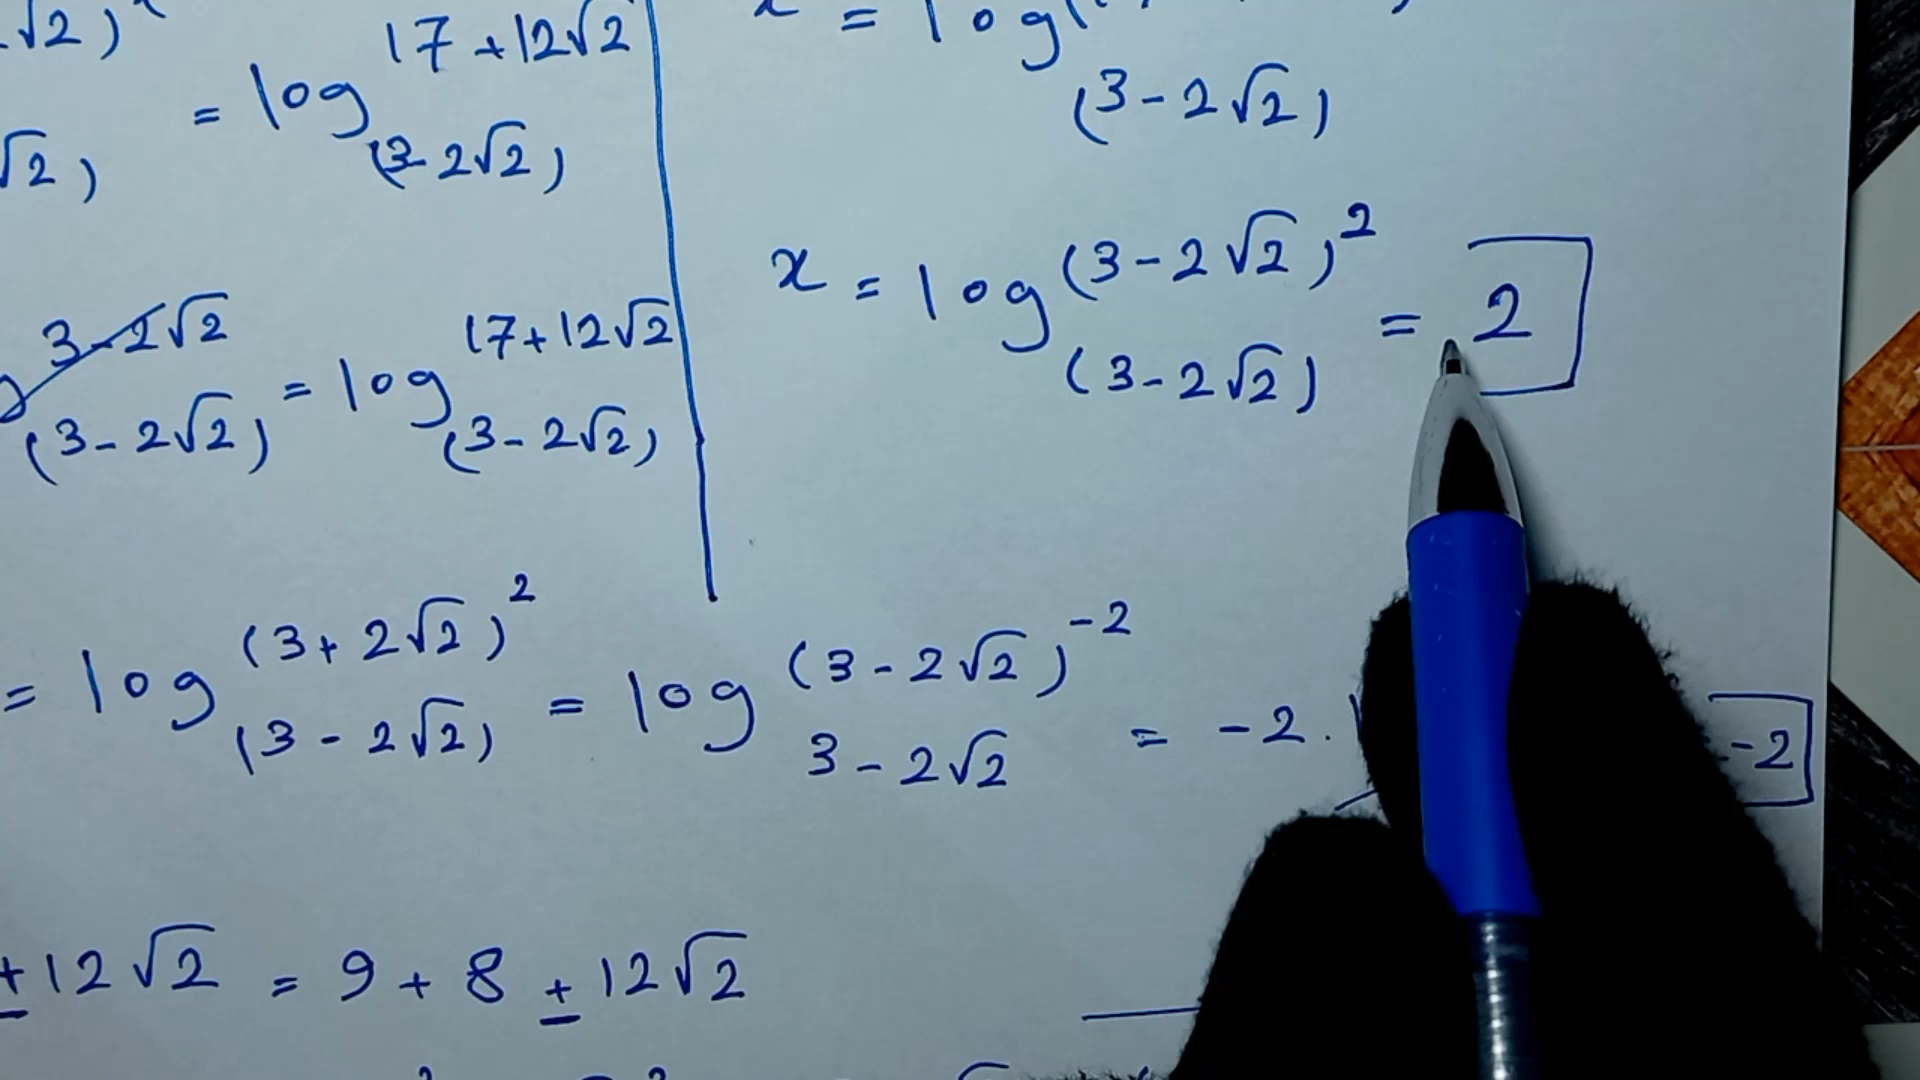 -√2)
= log 17+12√2
(3-2√2)
√2)
3-2√2
(3-2√2) = log 17+12√2
(3-2√2)
x = log(
(3-2√2)
x = log (3-2√2)²
(3-2√2) = 2
= log (3+2√2)²
(3-2√2) = log (3-2√2)⁻²
3-2√2 = -2.
-2
±12√2 = 9+8±12√2